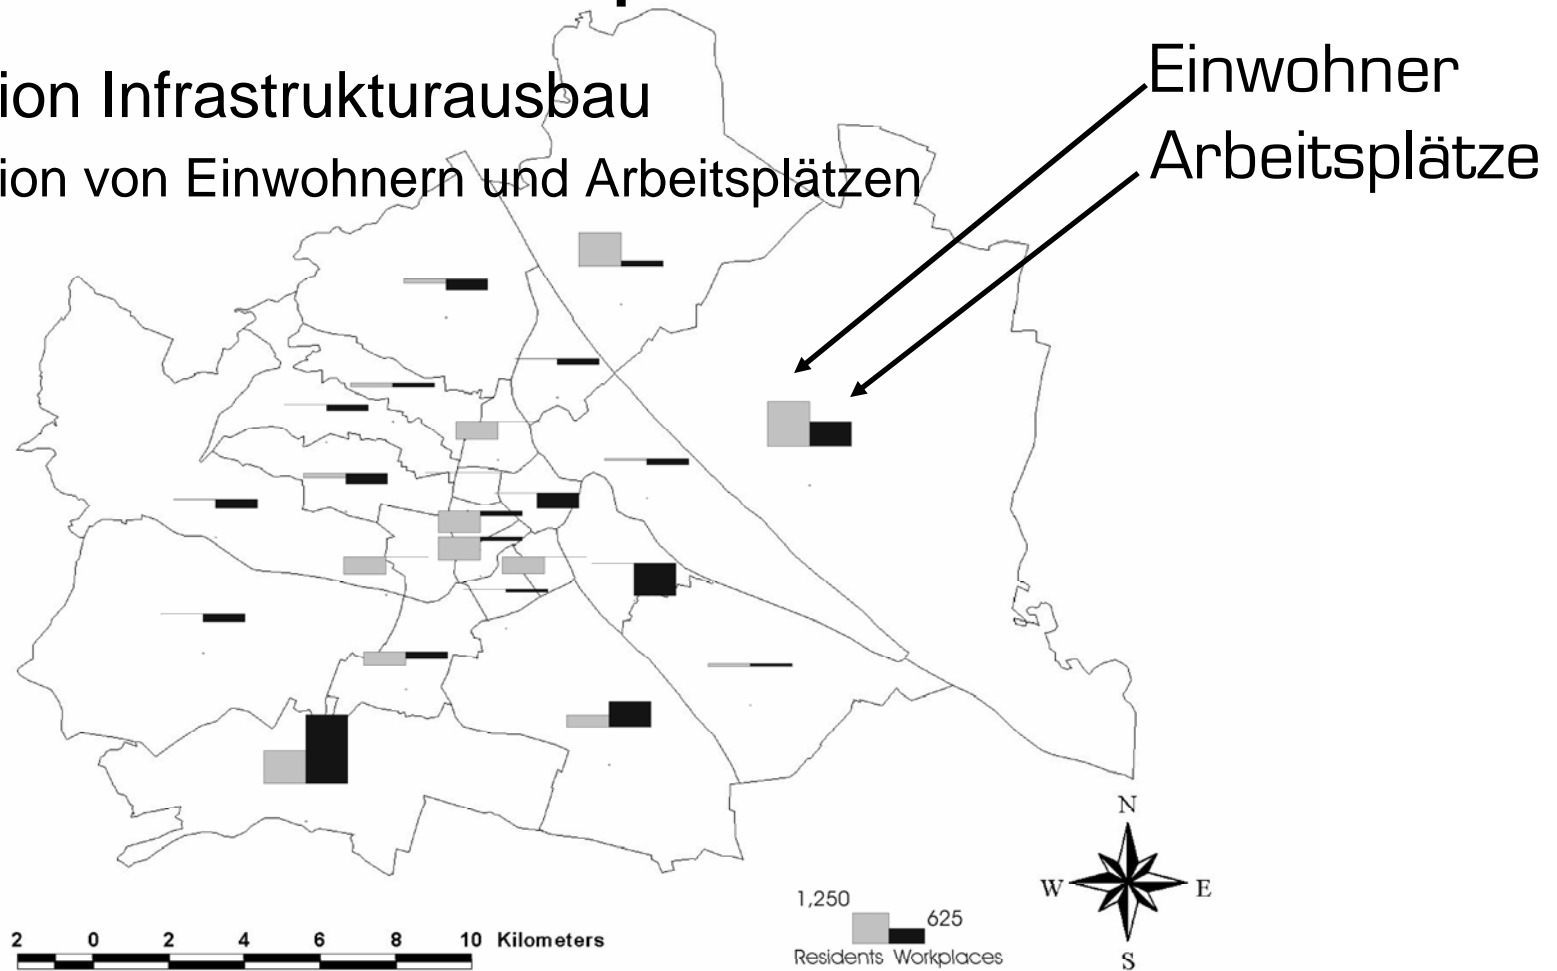 ion Infrastrukturausbau
ion von Einwohnern und Arbeitsplätzen
Einwohner
Arbeitsplätze
N
W E
S
1,250
625
Residents Workplaces
2 0 2 4 6 8 10 Kilometers